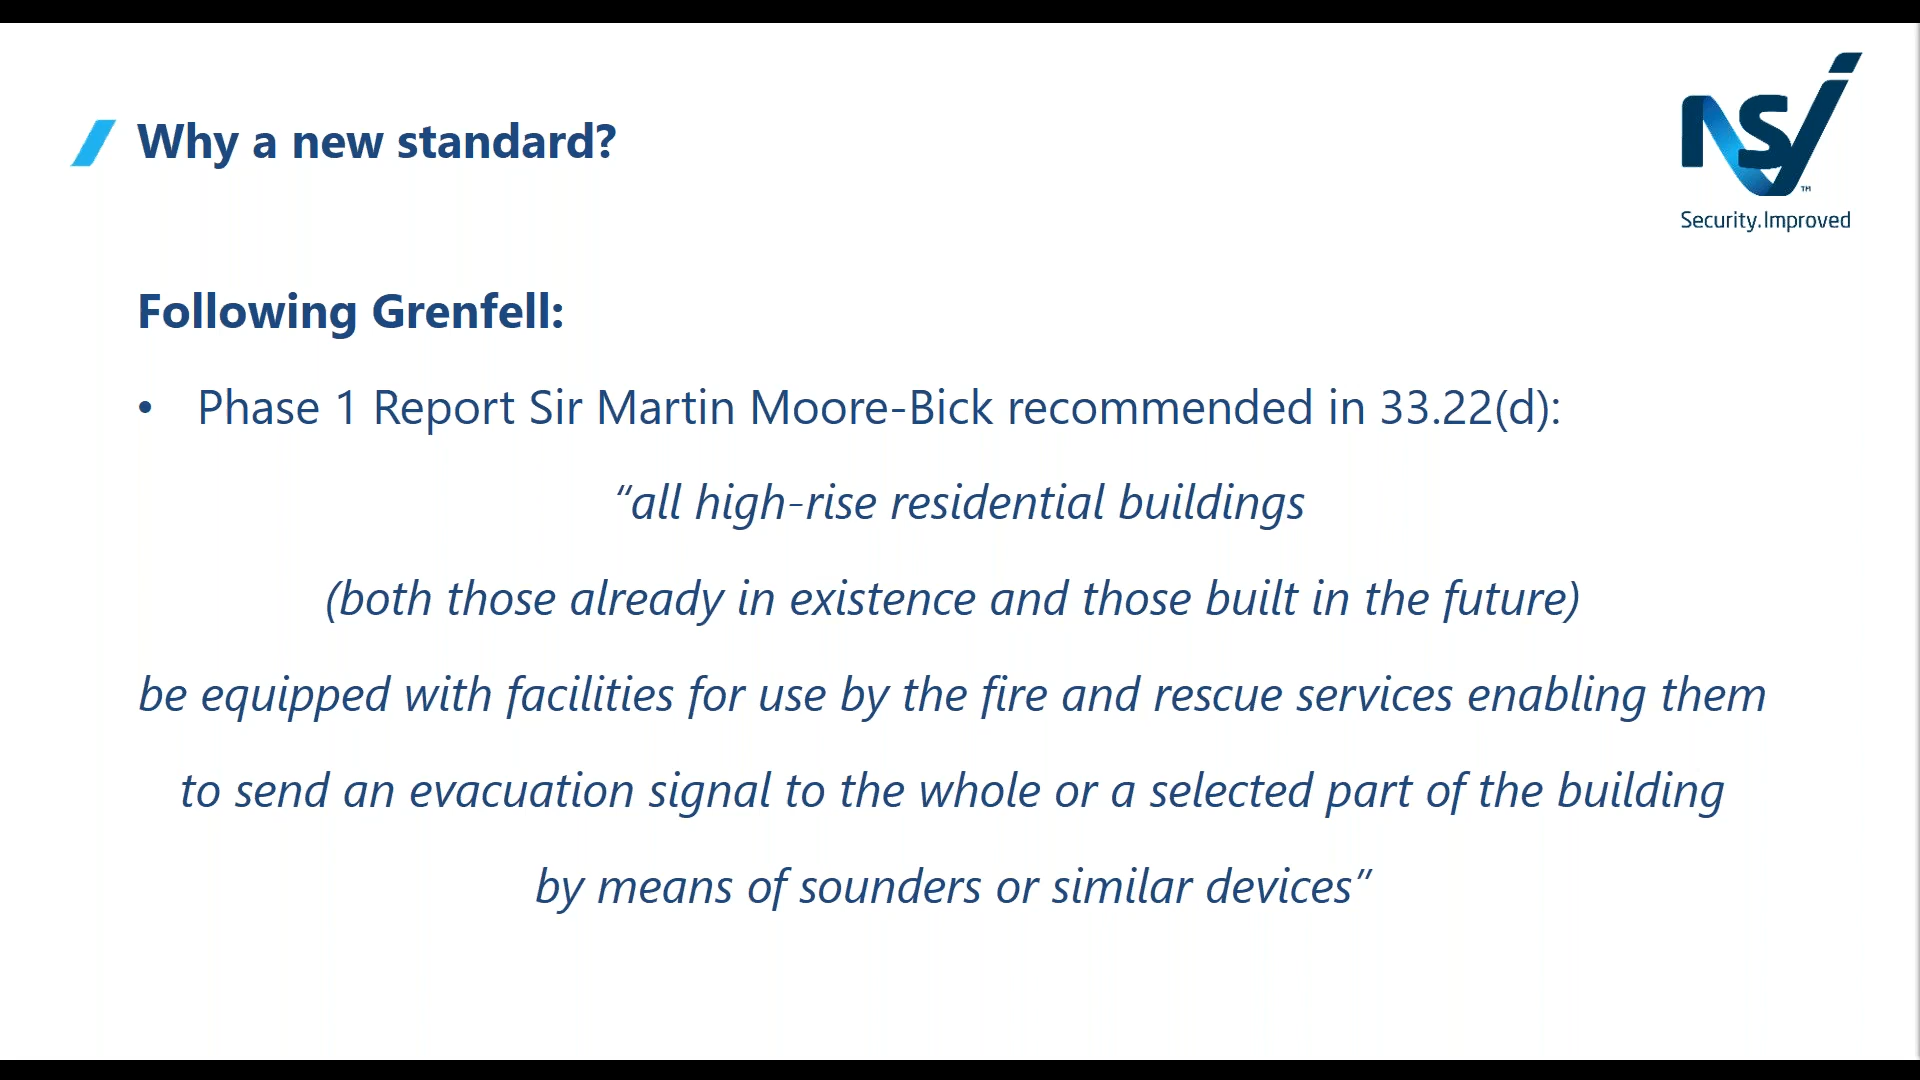 Why a new standard?
NSi
™
Security.Improved
Following Grenfell:
• Phase 1 Report Sir Martin Moore-Bick recommended in 33.22(d):
“all high-rise residential buildings
(both those already in existence and those built in the future)
be equipped with facilities for use by the fire and rescue services enabling them
to send an evacuation signal to the whole or a selected part of the building
by means of sounders or similar devices”